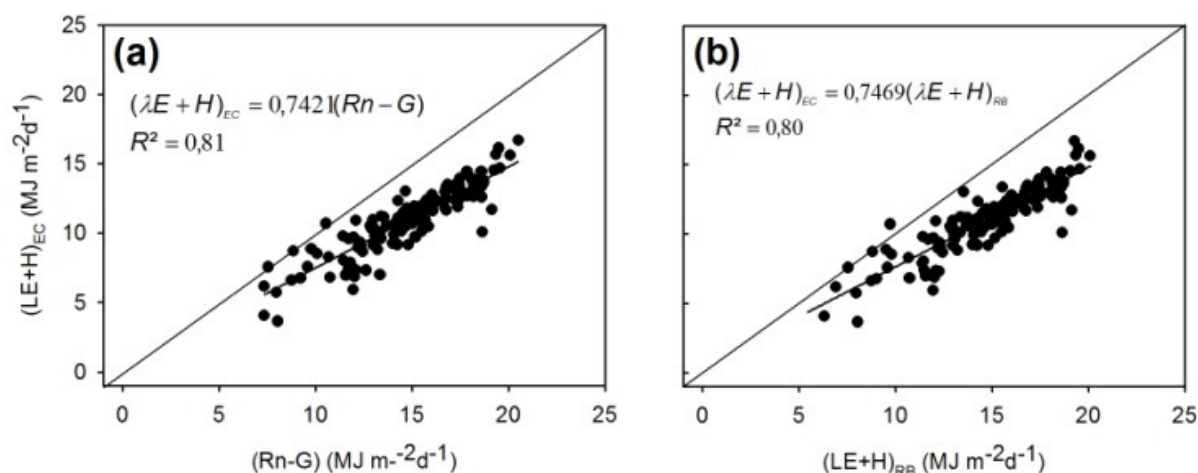 25
20
15
10
5
0
(LE+H)EC (MJ m⁻²d⁻¹)
(a)
(λE + H)EC = 0,7421(Rn − G)
R² = 0,81
0 10 15 20 25
(Rn-G) (MJ m-⁻²d⁻¹)
(b)
(λE + H)EC = 0,7469(λE + H)RB
R² = 0,80
0 5 10 15 20 25
(LE+H)RB (MJ m⁻²d⁻¹)